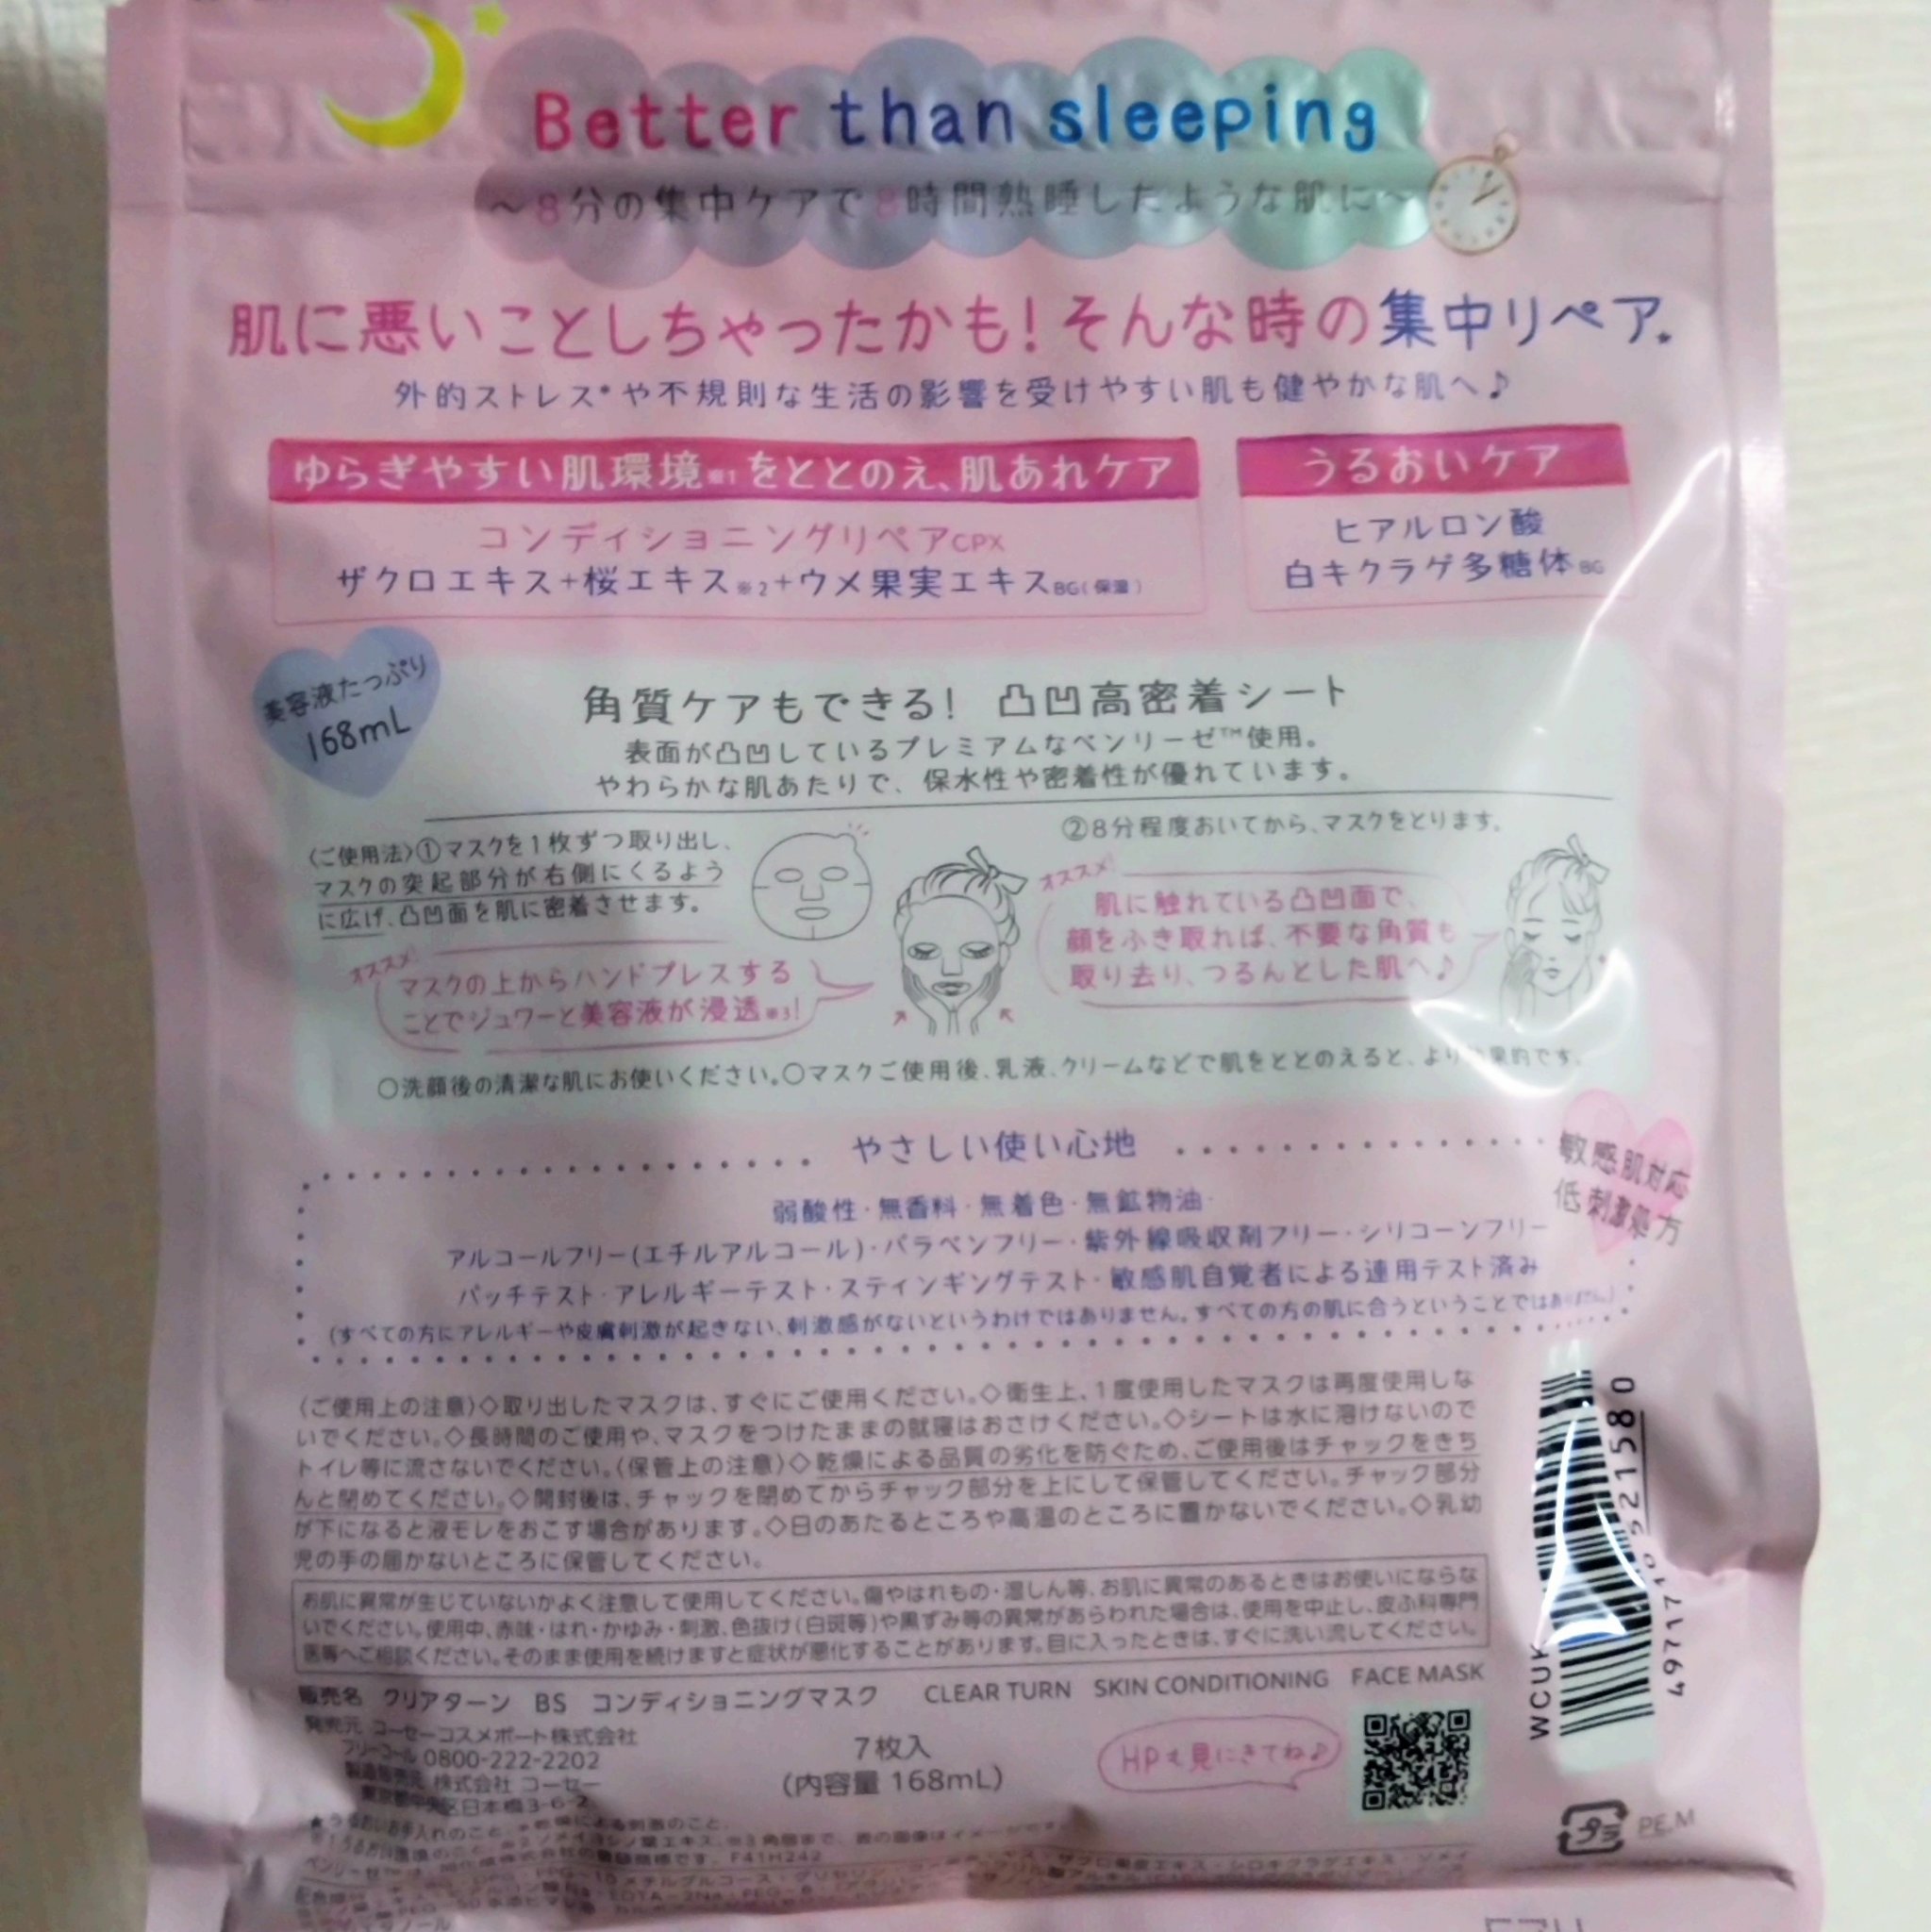 Better than sleeping
～8分の集中ケアで8時間熟睡したような肌に～
肌に悪いことしちゃったかも!そんな時の集中リペア★
外的ストレス*や不規則な生活の影響を受けやすい肌も健やかな肌へ♪
ゆらぎやすい肌環境※1をととのえ、肌あれケア
コンディショニングリペアCPX
ザクロエキス+桜エキス※2+ウメ果実エキスBG(保湿)
うるおいケア
ヒアルロン酸
白キクラゲ多糖体BG
美容液たっぷり
168mL
角質ケアもできる! 凸凹高密着シート
表面が凸凹しているプレミアムなベンリーゼ™使用。
やわらかな肌あたりで、保水性や密着性が優れています。
〈ご使用法〉①マスクを1枚ずつ取り出し、
マスクの突起部分が右側にくるよう
に広げ、凸凹面を肌に密着させます。
オススメ!
マスクの上からハンドプレスする
ことでジュワーと美容液が浸透※3!
②8分程度おいてから、マスクをとります。
オススメ!
肌に触れている凸凹面で、
顔をふき取れば、不要な角質も
取り去り、つるんとした肌へ♪
○洗顔後の清潔な肌にお使いください。○マスクご使用後、乳液、クリームなどで肌をととのえると、より果的です。
やさしい使い心地
敏感肌対応
低刺激処方
弱酸性・無香料・無着色・無鉱物油・
アルコールフリー(エチルアルコール)・パラベンフリー・紫外線吸収剤フリー・シリコーンフリー
パッチテスト・アレルギーテスト・スティンギングテスト・敏感肌自覚者による連用テスト済み
(すべての方にアレルギーや皮膚刺激が起きない、刺激感がないというわけではありません。すべての方の肌に合うということではありません。)
〈ご使用上の注意〉◇取り出したマスクは、すぐにご使用ください。◇衛生上、1度使用したマスクは再度使用しな
いでください。◇長時間のご使用や、マスクをつけたままの就寝はおさけください。◇シートは水に溶けないので
トイレ等に流さないでください。〈保管上の注意〉◇乾燥による品質の劣化を防ぐため、ご使用後はチャックをきち
んと閉めてください。◇開封後は、チャックを閉めてからチャック部分を上にして保管してください。チャック部分
が下になると液モレをおこす場合があります。◇日のあたるところや高温のところに置かないでください。◇乳幼
児の手の届かないところに保管してください。
お肌に異常が生じていないかよく注意して使用してください。傷やはれもの・湿しん等、お肌に異常のあるときはお使いにならな
いでください。使用中、赤味・はれ・かゆみ・刺激、色抜け(白斑等)や黒ずみ等の異常があらわれた場合は、使用を中止し、皮ふ科専門
医等へご相談ください。そのまま使用を続けますと症状が悪化することがあります。目に入ったときは、すぐに洗い流してください。
販売名 クリアターン BS コンディショニングマスク CLEAR TURN SKIN CONDITIONING FACE MASK
発売元 コーセーコスメポート株式会社
フリーコール 0800-222-2202
製造販売元 株式会社 コーセー
東京都中央区日本橋3-6-2
7枚入
(内容量 168mL)
HPも見にきてね♪
WCUK
プラ
PE,M
★うるおいお手入れのこと *乾燥による刺激のこと
F41H242